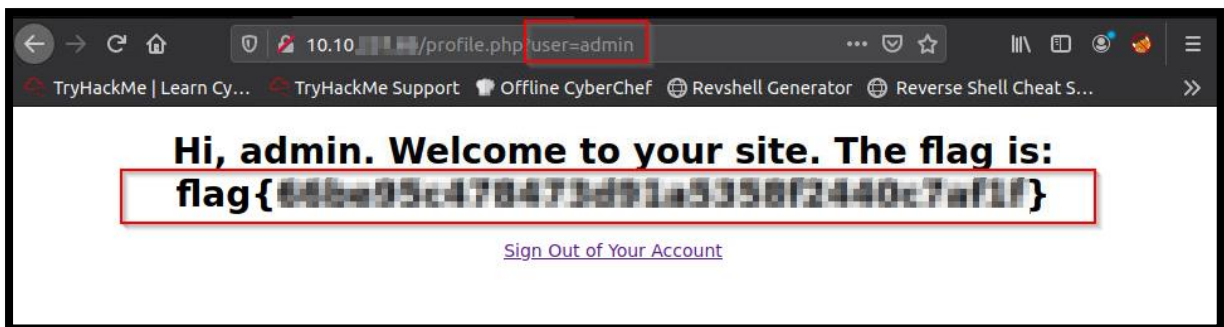 10.10. /profile.php?user=admin
TryHackMe | Learn Cy... TryHackMe Support Offline CyberChef Revshell Generator Reverse Shell Cheat S...
Hi, admin. Welcome to your site. The flag is:
flag{ }
Sign Out of Your Account